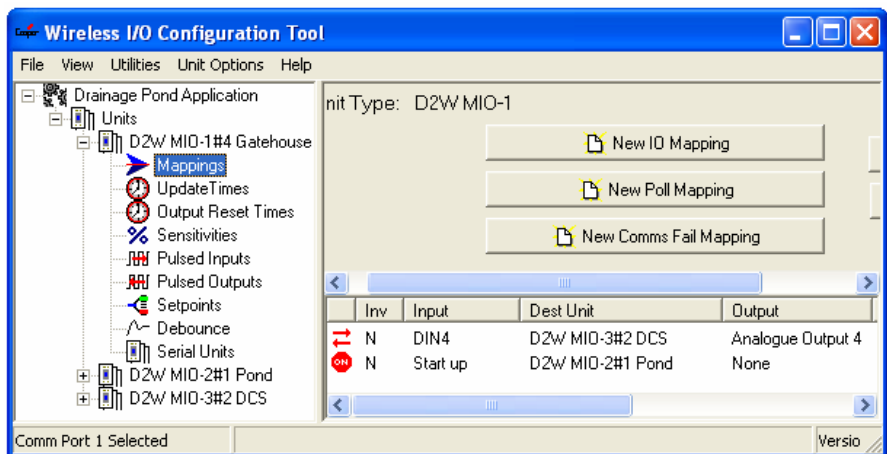 Cooper Wireless I/O Configuration Tool
File View Utilities Unit Options Help
Drainage Pond Application
Units
D2W MIO-1#4 Gatehouse
Mappings
UpdateTimes
Output Reset Times
Sensitivities
Pulsed Inputs
Pulsed Outputs
Setpoints
Debounce
Serial Units
D2W MIO-2#1 Pond
D2W MIO-3#2 DCS
nit Type: D2W MIO-1
New IO Mapping
New Poll Mapping
New Comms Fail Mapping
Inv Input Dest Unit Output
N DIN4 D2W MIO-3#2 DCS Analogue Output 4
ON N Start up D2W MIO-2#1 Pond None
Comm Port 1 Selected Versio